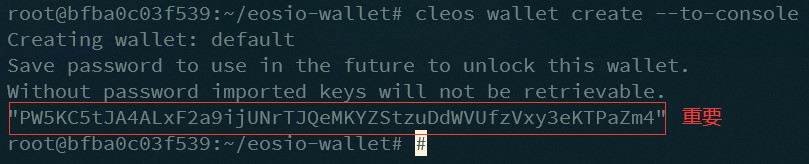 root@bfba0c03f539:~/eosio-wallet# cleos wallet create --to-console
Creating wallet: default
Save password to use in the future to unlock this wallet.
Without password imported keys will not be retrievable.
"PW5KC5tJA4ALxF2a9ijUNrTJQeMKYZStzuDdWVUfzVxy3eKTPaZm4" 重要
root@bfba0c03f539:~/eosio-wallet# #